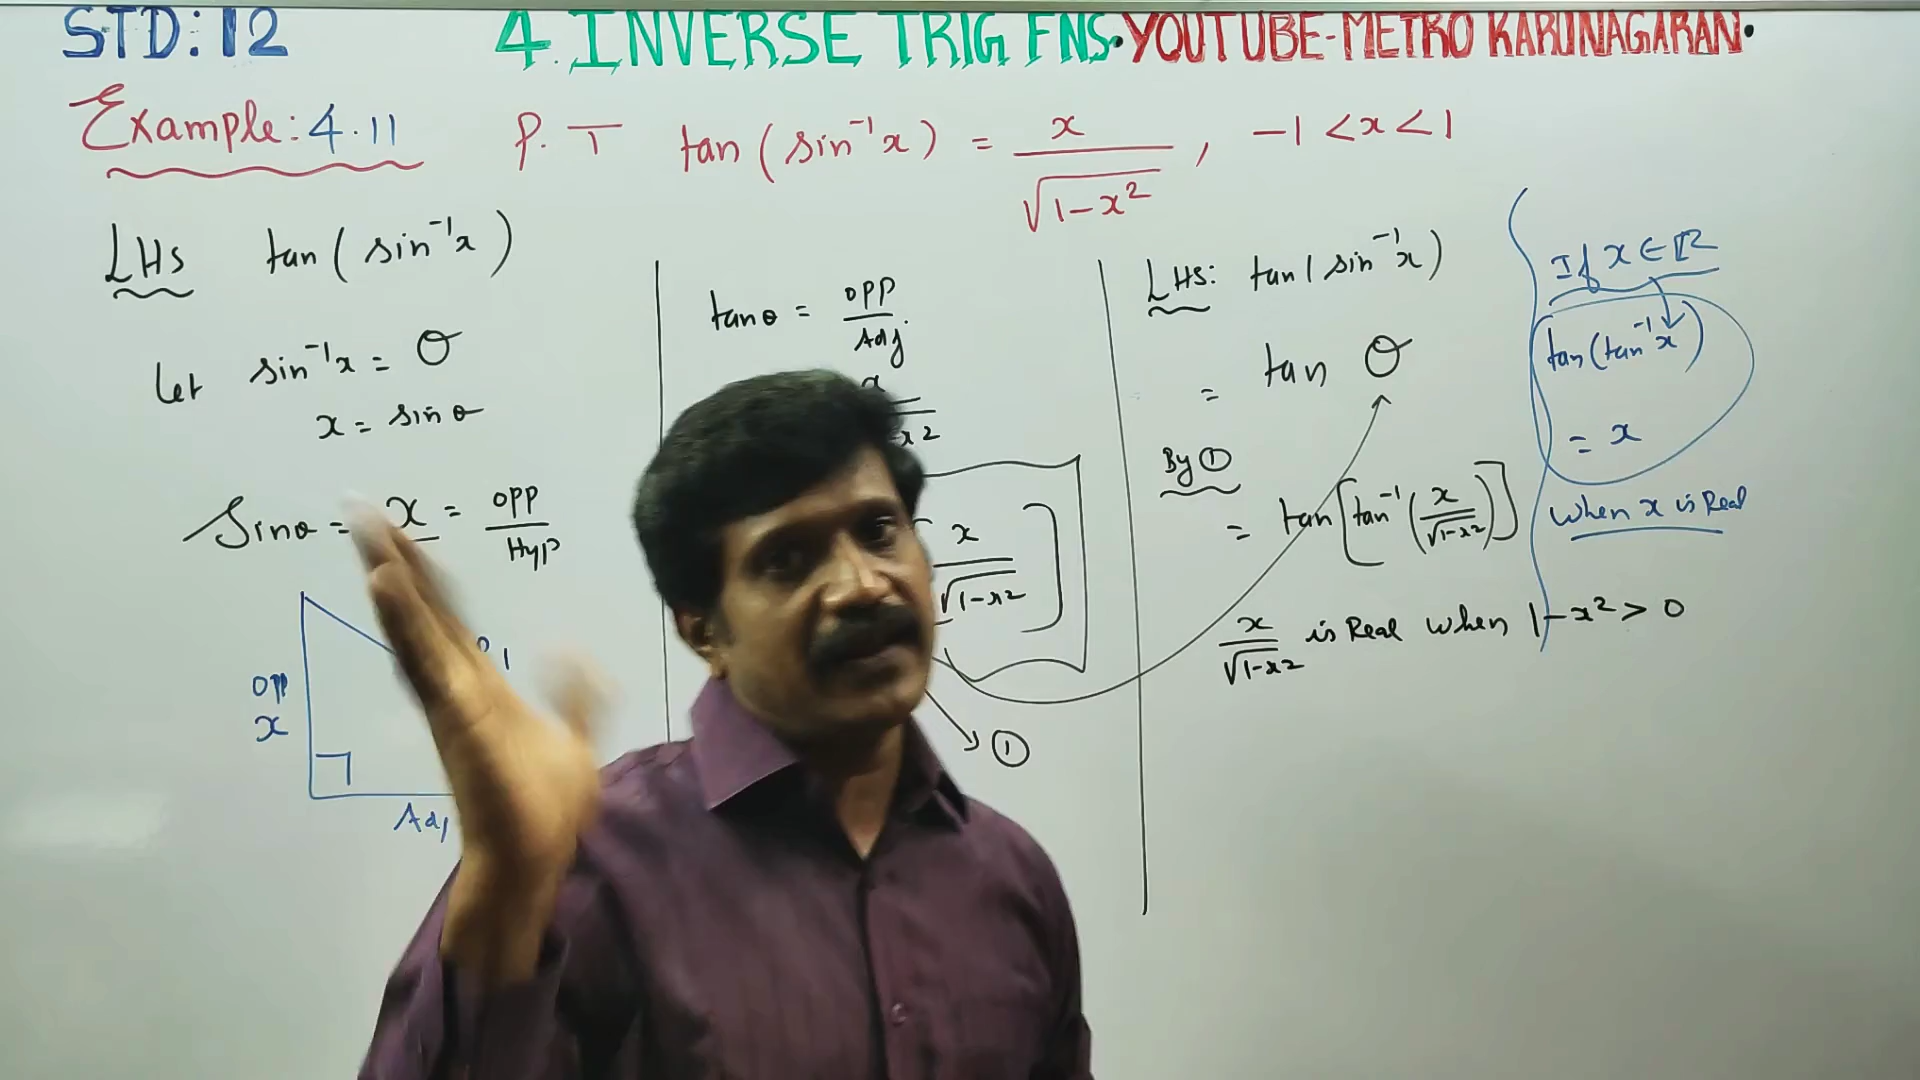 STD: 12 4. INVERSE TRIG FNS. YOUTUBE-METRO KARUNAGARAN.
Example: 4.11 P.T tan(sin⁻¹x) = x/√(1-x²), -1 < x < 1
LHS tan(sin⁻¹x)
Let sin⁻¹x = θ
x = sin θ
Sinθ = x = opp/Hyp
opp
x
1
Adj
tanθ = opp/Adj.
x
x/√(1-x²)
①
LHS: tan(sin⁻¹x)
= tan θ
By ①
= tan[tan⁻¹(x/√(1-x²))]
x/√(1-x²) is Real when 1-x² > 0
If x ∈ ℝ
tan(tan⁻¹x)
= x
when x is Real